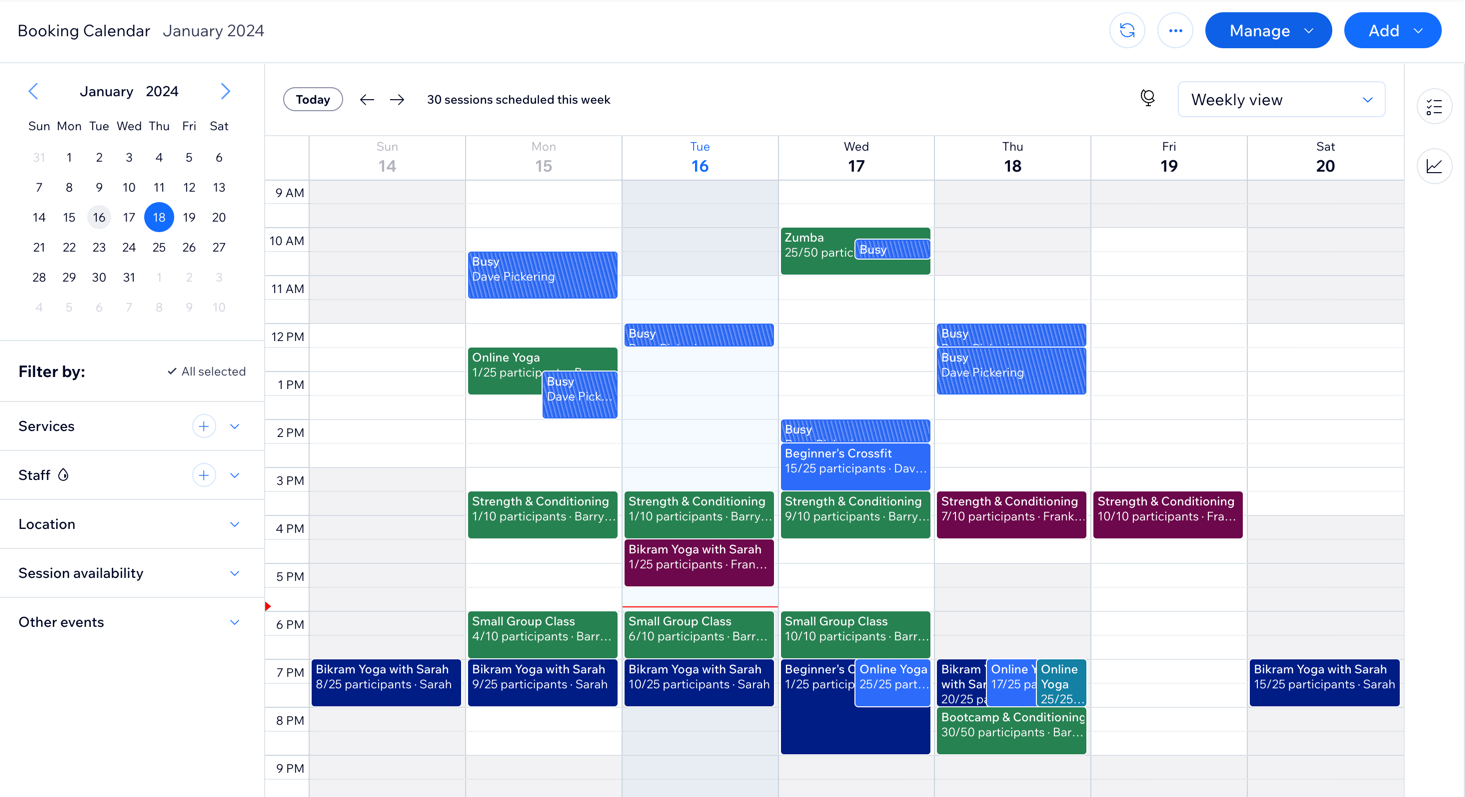 Booking Calendar January 2024
Manage
Add
January 2024
Sun Mon Tue Wed Thu Fri Sat
31 1 2 3 4 5 6
7 8 9 10 11 12 13
14 15 16 17 18 19 20
21 22 23 24 25 26 27
28 29 30 31 1 2 3
4 5 6 7 8 9 10
Filter by:
All selected
Services
Staff
Location
Session availability
Other events
Today
30 sessions scheduled this week
Weekly view
Sun
14
Mon
15
Tue
16
Wed
17
Thu
18
Fri
19
Sat
20
9 AM
10 AM
11 AM
12 PM
1 PM
2 PM
3 PM
4 PM
5 PM
6 PM
7 PM
8 PM
9 PM
Bikram Yoga with Sarah
8/25 participants · Sarah
Busy
Dave Pickering
Online Yoga
1/25 particip
Busy
Dave Pick...
Strength & Conditioning
1/10 participants · Barry...
Small Group Class
4/10 participants · Barr...
Bikram Yoga with Sarah
9/25 participants · Sarah
Busy
Strength & Conditioning
1/10 participants · Barry...
Bikram Yoga with Sarah
1/25 participants · Fran...
Small Group Class
6/10 participants · Barr...
Bikram Yoga with Sarah
10/25 participants · Sarah
Zumba
25/50 partic
Busy
Busy
Beginner's Crossfit
15/25 participants · Dav...
Strength & Conditioning
9/10 participants · Barry...
Small Group Class
10/10 participants · Barr...
Beginner's C
1/25 particip
Online Yoga
25/25 part...
Busy
Busy
Dave Pickering
Strength & Conditioning
7/10 participants · Frank...
Bikram
with Sar
20/25 pa
Online Y
17/25 pa
Online
Yoga
25/25...
Bootcamp & Conditioning
30/50 participants · Bar...
Strength & Conditioning
10/10 participants · Fra...
Bikram Yoga with Sarah
15/25 participants · Sarah